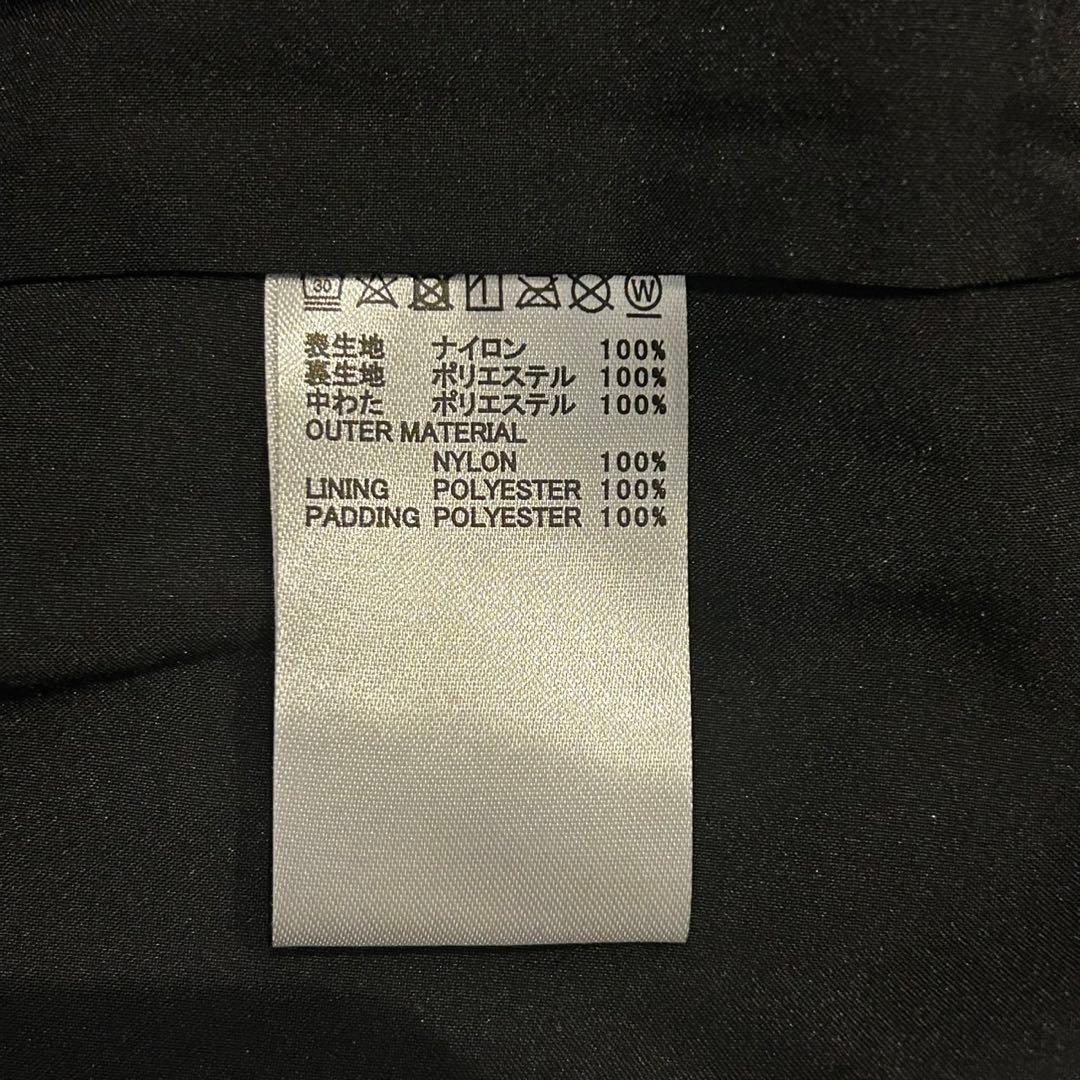 30 W
表生地 ナイロン 100%
裏生地 ポリエステル 100%
中わた ポリエステル 100%
OUTER MATERIAL
NYLON 100%
LINING POLYESTER 100%
PADDING POLYESTER 100%